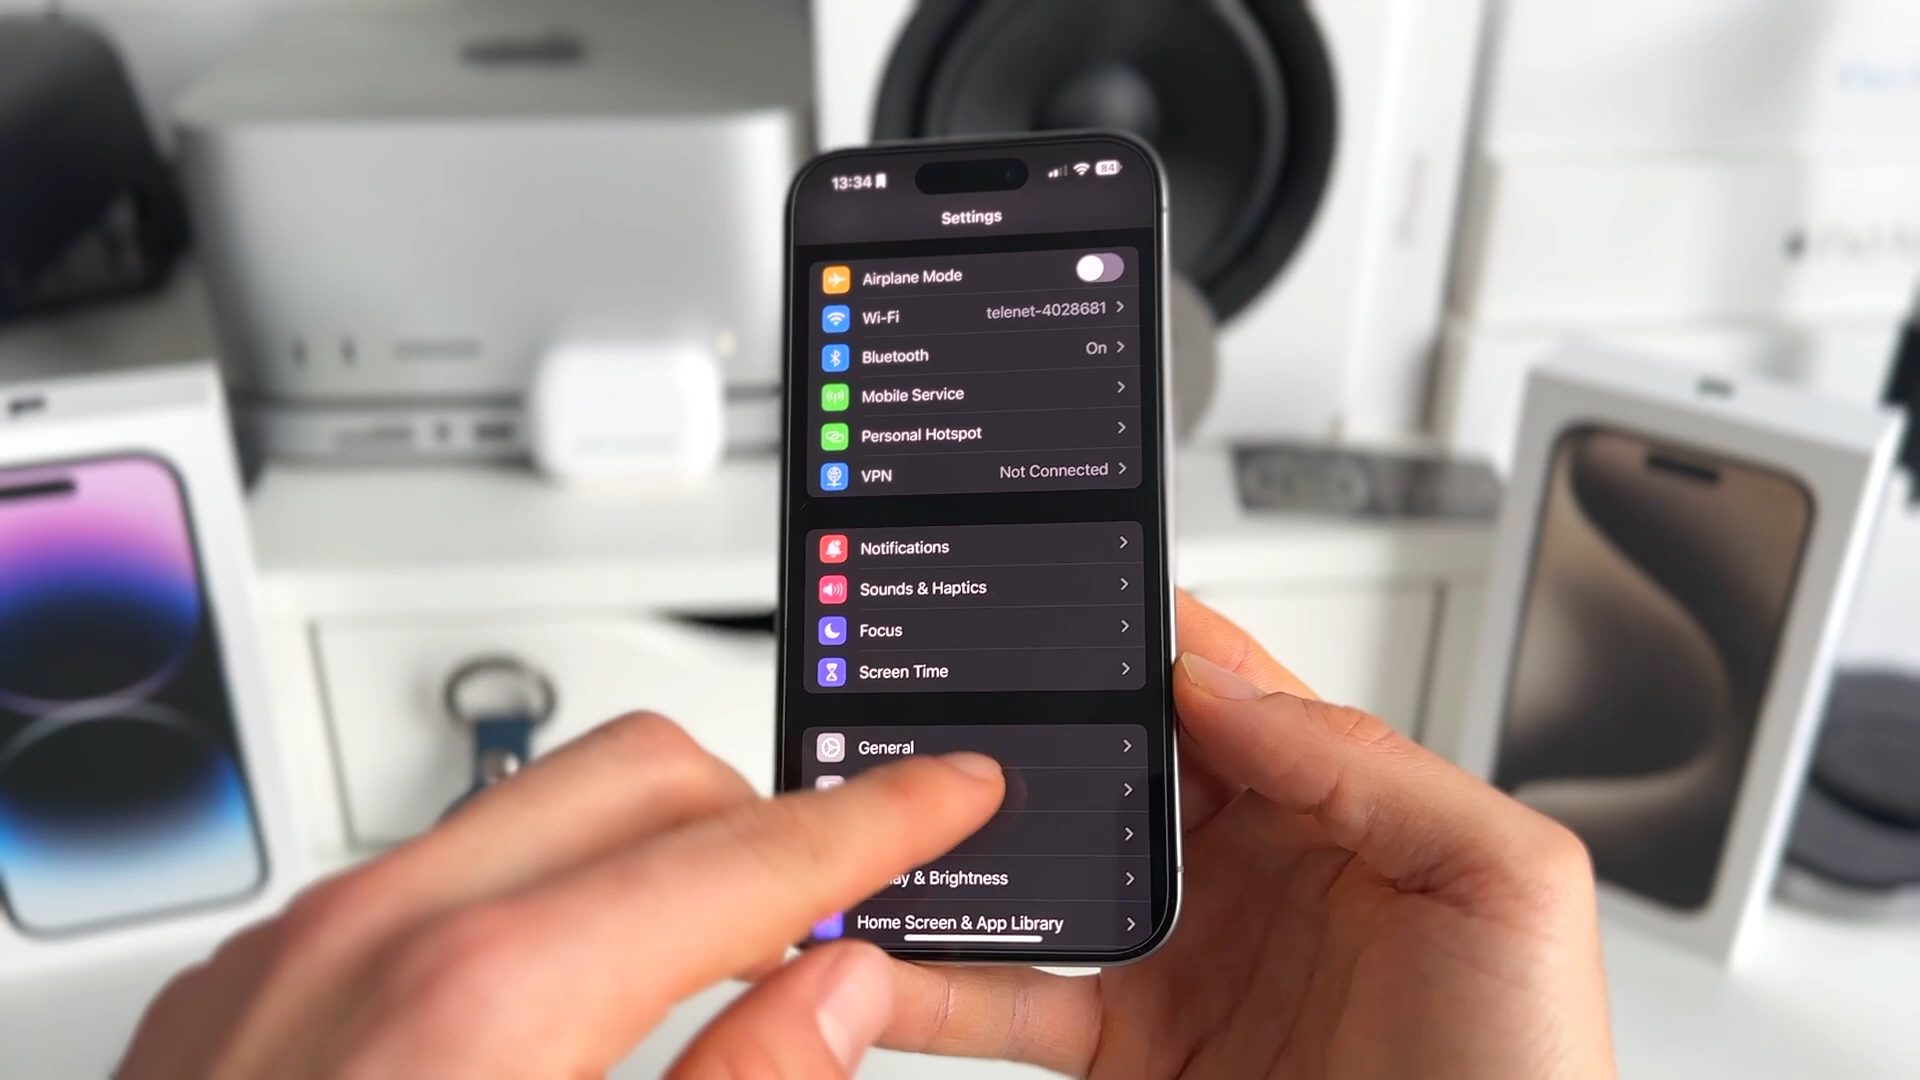 13:34
84
Settings
Airplane Mode
Wi-Fi telenet-4028681
Bluetooth On
Mobile Service
Personal Hotspot
VPN Not Connected
Notifications
Sounds & Haptics
Focus
Screen Time
General
& Brightness
Home Screen & App Library